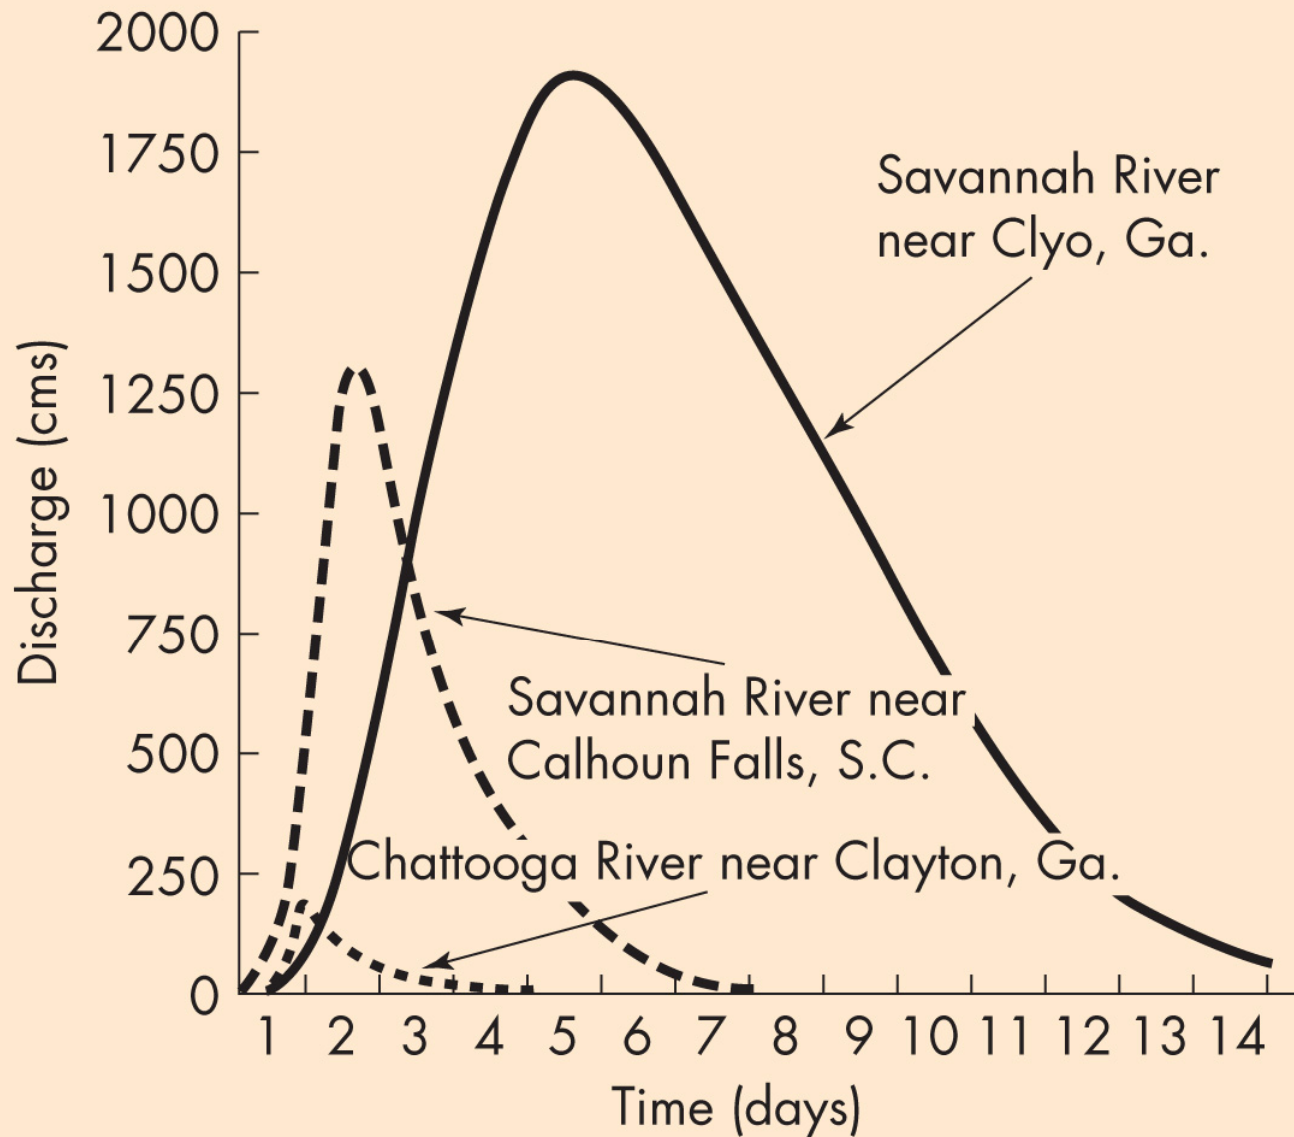 2000
1750
1500
1250
1000
750
500
250
0
Discharge (cms)
Savannah River
near Clyo, Ga.
Savannah River near
Calhoun Falls, S.C.
Chattooga River near Clayton, Ga.
1 2 3 4 5 6 7 8 9 10 11 12 13 14
Time (days)